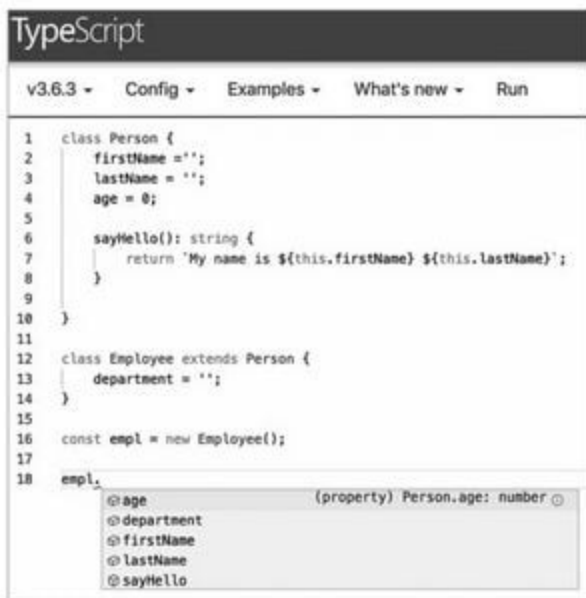 TypeScript
v3.6.3 Config Examples What's new Run
1 class Person {
2 firstName ='';
3 lastName = '';
4 age = 0;
5
6 sayHello(): string {
7 return `My name is ${this.firstName} ${this.lastName}`;
8 }
9
10 }
11
12 class Employee extends Person {
13 department = '';
14 }
15
16 const empl = new Employee();
17
18 empl.
age (property) Person.age: number
department
firstName
lastName
sayHello